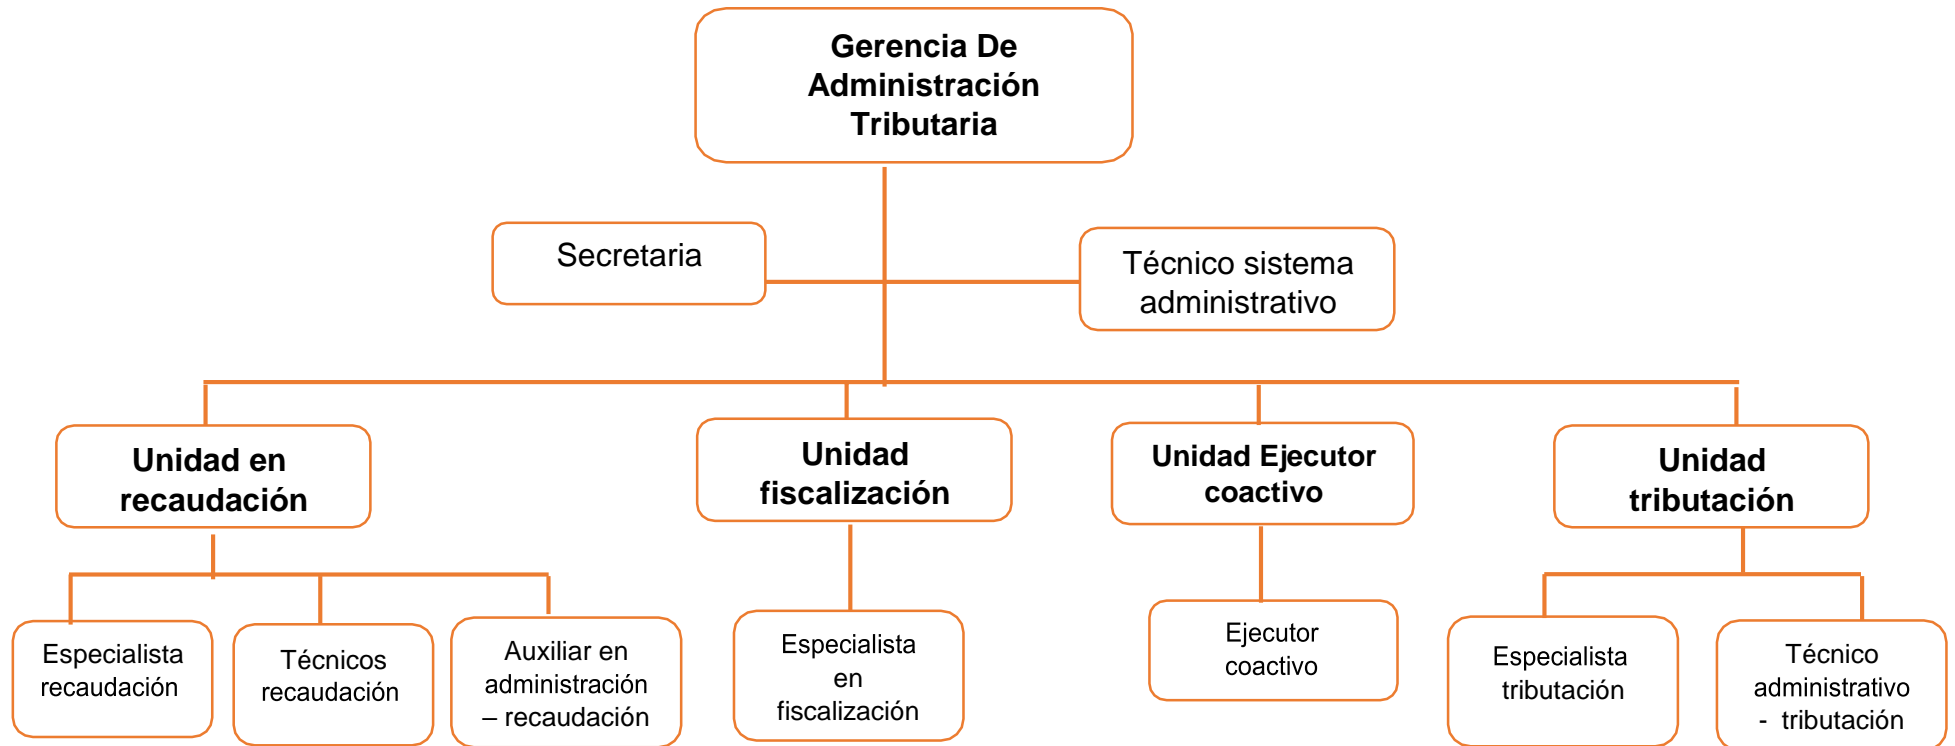 Gerencia De
Administración
Tributaria
Secretaria
Técnico sistema
administrativo
Unidad en
recaudación
Unidad
fiscalización
Unidad Ejecutor
coactivo
Unidad
tributación
Especialista
recaudación
Técnicos
recaudación
Auxiliar en
administración
– recaudación
Especialista
en
fiscalización
Ejecutor
coactivo
Especialista
tributación
Técnico
administrativo
- tributación